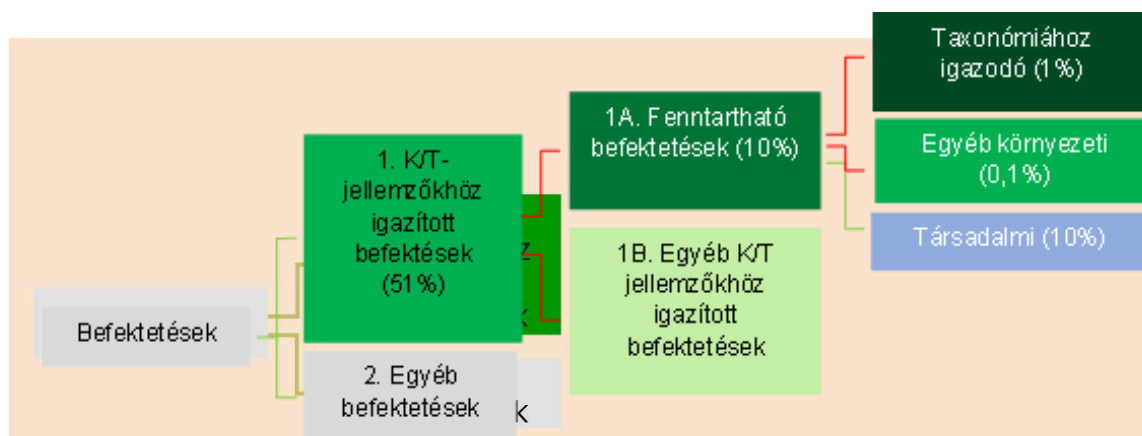 Befektetések
1. K/T-
jellemzőkhöz
igazított
befektések
(51%)
2. Egyéb
befektetések
1A. Fenntartható
befektetések (10%)
1B. Egyéb K/T
jellemzőkhöz
igazított
befektetések
Taxonómiához
igazodó (1%)
Egyéb környezeti
(0,1%)
Társadalmi (10%)